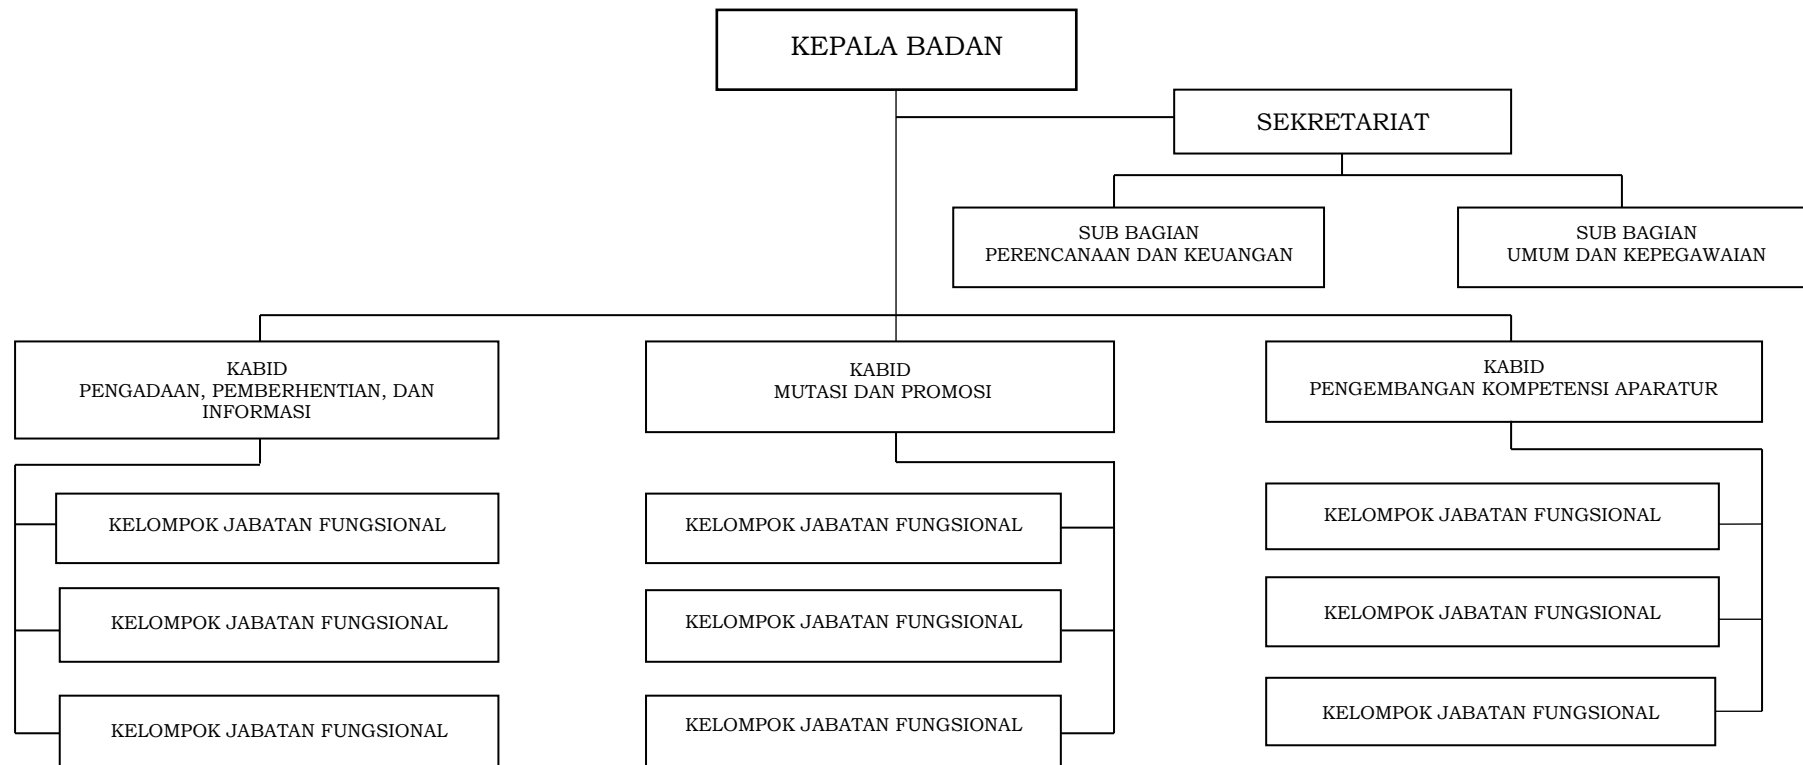 KEPALA BADAN
SEKRETARIAT
SUB BAGIAN
PERENCANAAN DAN KEUANGAN
SUB BAGIAN
UMUM DAN KEPEGAWAIAN
KABID
PENGADAAN, PEMBERHENTIAN, DAN
INFORMASI
KABID
MUTASI DAN PROMOSI
KABID
PENGEMBANGAN KOMPETENSI APARATUR
KELOMPOK JABATAN FUNGSIONAL
KELOMPOK JABATAN FUNGSIONAL
KELOMPOK JABATAN FUNGSIONAL
KELOMPOK JABATAN FUNGSIONAL
KELOMPOK JABATAN FUNGSIONAL
KELOMPOK JABATAN FUNGSIONAL
KELOMPOK JABATAN FUNGSIONAL
KELOMPOK JABATAN FUNGSIONAL
KELOMPOK JABATAN FUNGSIONAL